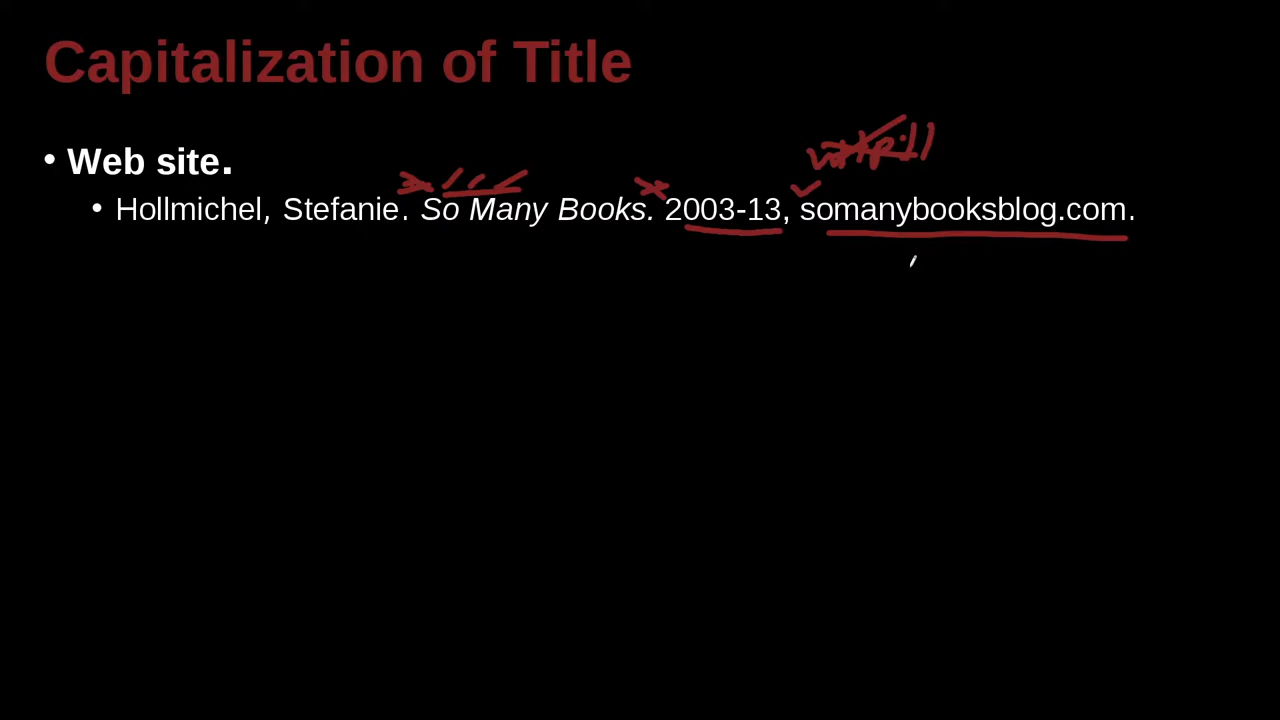 Capitalization of Title
• Web site.
• Hollmichel, Stefanie. So Many Books. 2003-13, somanybooksblog.com.